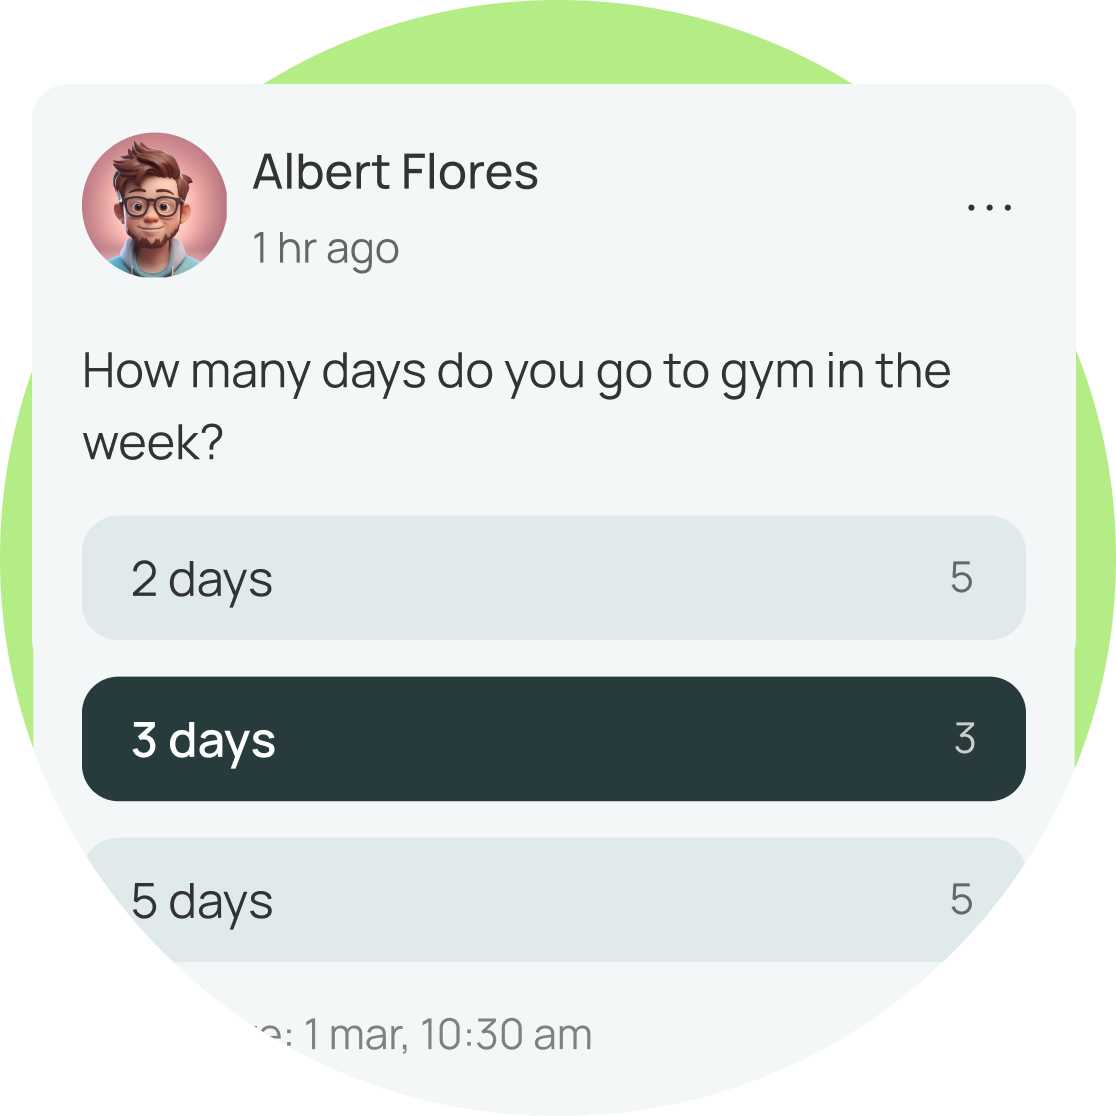 Albert Flores
...
1 hr ago
How many days do you go to gym in the
week?
2 days 5
3 days 3
5 days 5
1 mar, 10:30 am